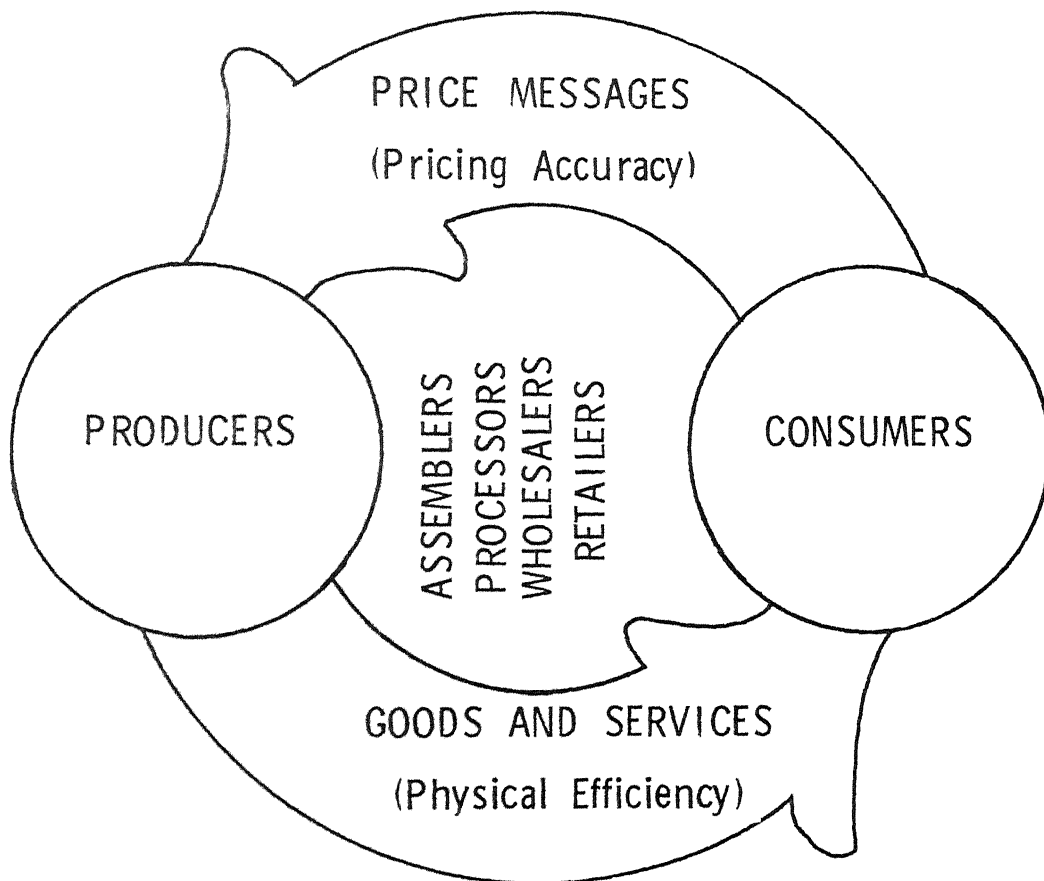 PRICE MESSAGES
(Pricing Accuracy)
PRODUCERS
ASSEMBLERS
PROCESSORS
WHOLESALERS
RETAILERS
CONSUMERS
GOODS AND SERVICES
(Physical Efficiency)